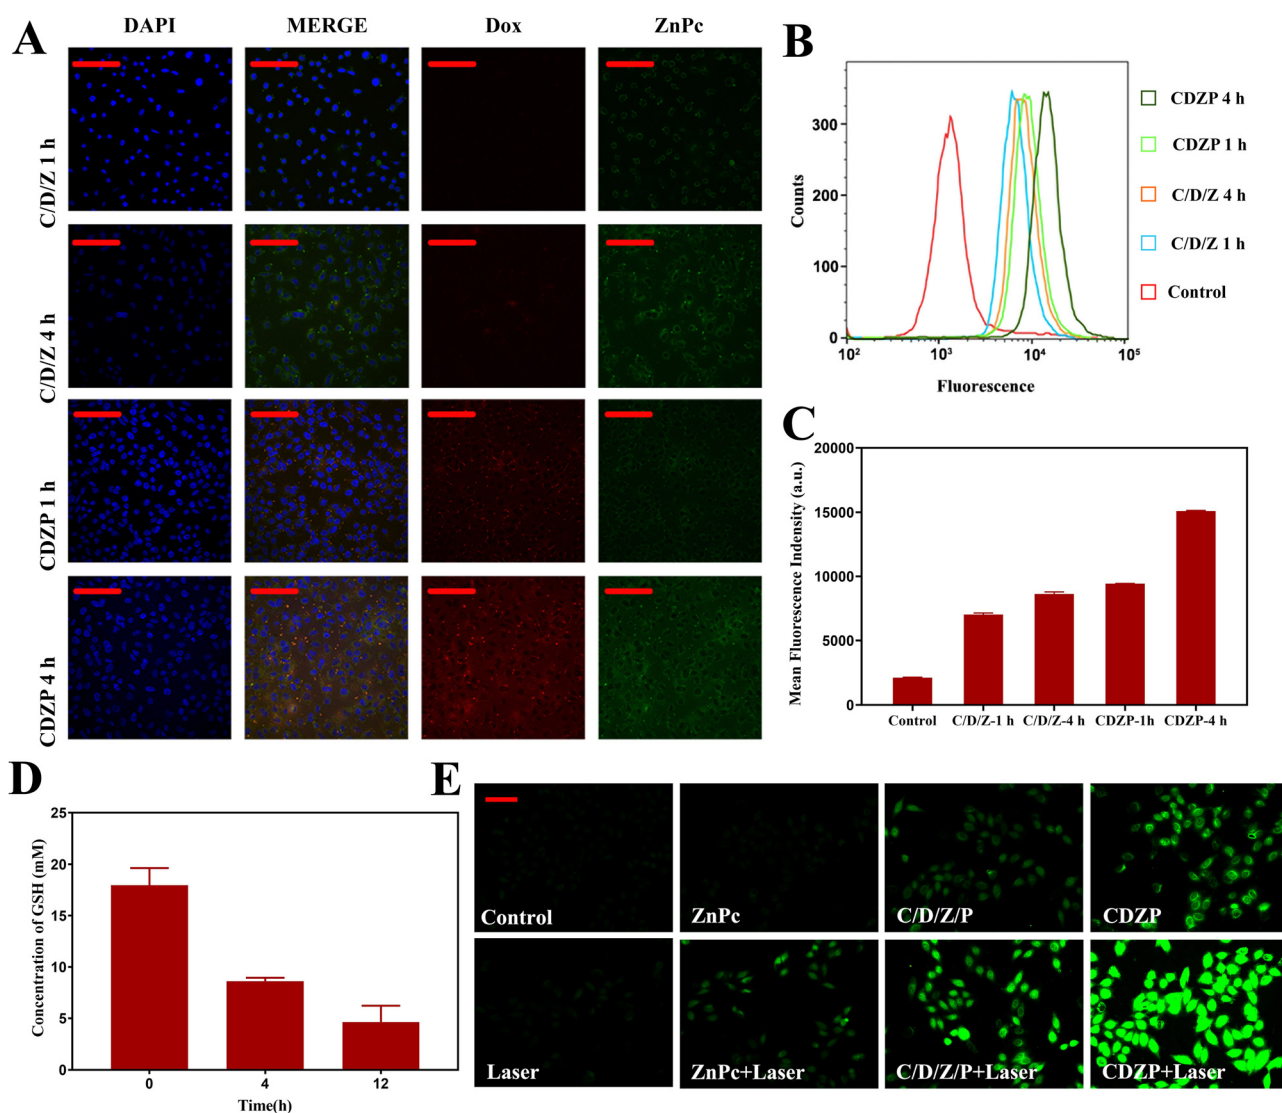 A
DAPI
MERGE
Dox
ZnPc
C/D/Z 1 h
C/D/Z 4 h
CDZP 1 h
CDZP 4 h
B
Counts
300
200
100
0
10²
10³
10⁴
10⁵
Fluorescence
CDZP 4 h
CDZP 1 h
C/D/Z 4 h
C/D/Z 1 h
Control
C
Mean Fluorescence Indensity (a.u.)
20000
15000
10000
5000
0
Control
C/D/Z-1 h
C/D/Z-4 h
CDZP-1h
CDZP-4 h
D
Concentration of GSH (mM)
25
20
15
10
5
0
0
4
12
Time(h)
E
Control
ZnPc
C/D/Z/P
CDZP
Laser
ZnPc+Laser
C/D/Z/P+Laser
CDZP+Laser